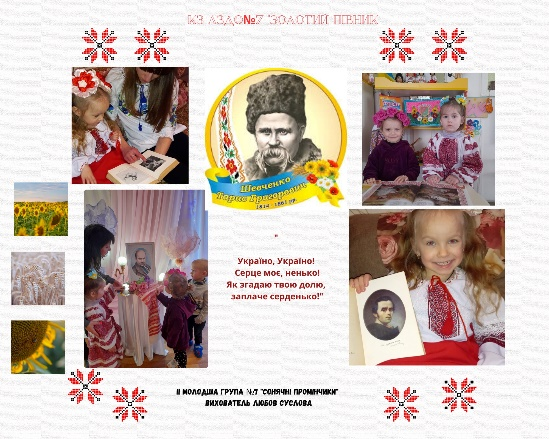 КЗ АЗДО№7 "ЗОЛОТИЙ ПІВНИК"
Шевченко
Тарас Григорович
1814 - 1861 рр.
"
Україно, Україно!
Серце моє, ненько!
Як згадаю твою долю,
заплаче серденько!"
ІІ МОЛОДША ГРУПА №7 "СОНЯЧНІ ПРОМІНЧИКИ"
ВИХОВАТЕЛЬ ЛЮБОВ СУСЛОВА